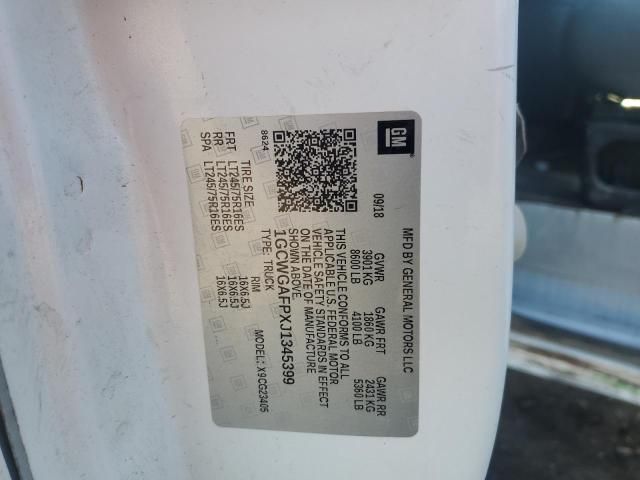 GM
MFD BY GENERAL MOTORS LLC
09/18
GVWR GAWR FRT GAWR RR
3901 KG 1860 KG 2431 KG
8600 LB 4100 LB 5360 LB
THIS VEHICLE CONFORMS TO ALL
APPLICABLE U.S. FEDERAL MOTOR
VEHICLE SAFETY STANDARDS IN EFFECT
ON THE DATE OF MANUFACTURE
SHOWN ABOVE.
1GCWGAFPXJ1345399
8624 TYPE: TRUCK MODEL: X9CG23405
TIRE SIZE RIM
FRT LT245/75R16ES 16X6.5J
RR LT245/75R16ES 16X6.5J
SPA LT245/75R16ES 16X6.5J